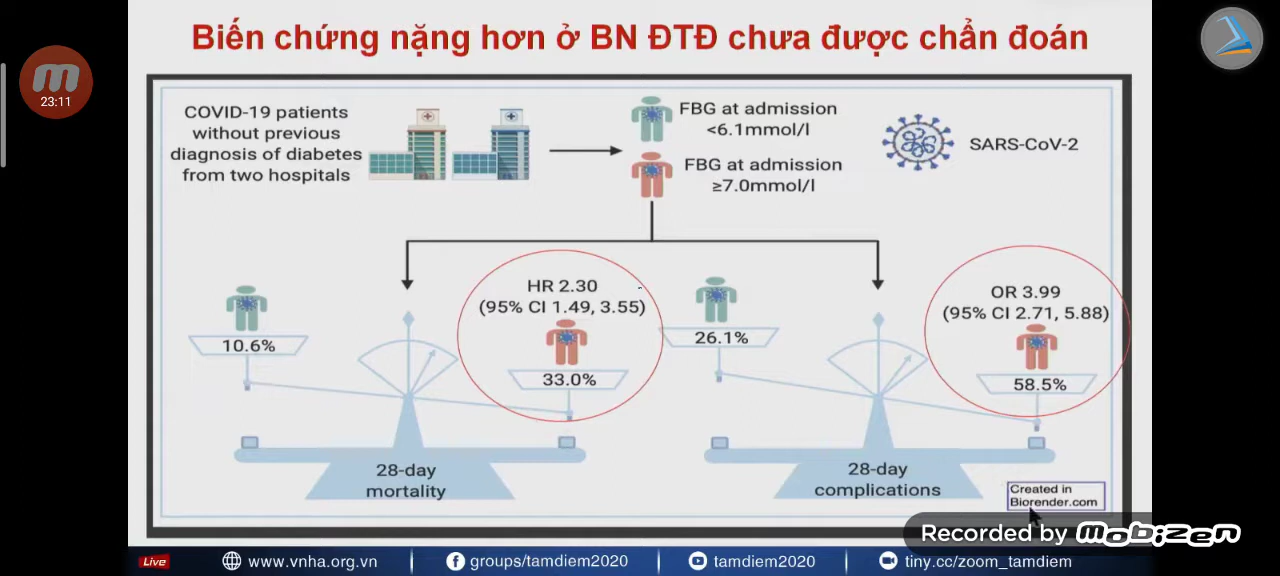 Biến chứng nặng hơn ở BN ĐTĐ chưa được chẩn đoán
23:11
COVID-19 patients
without previous
diagnosis of diabetes
from two hospitals
FBG at admission
<6.1mmol/l
FBG at admission
≥7.0mmol/l
SARS-CoV-2
HR 2.30
(95% CI 1.49, 3.55)
10.6%
33.0%
28-day
mortality
OR 3.99
(95% CI 2.71, 5.88)
26.1%
58.5%
28-day
complications
Created in
Biorender.com
Recorded by mobizen
Live
www.vnha.org.vn
groups/tamdiem2020
tamdiem2020
tiny.cc/zoom_tamdiem